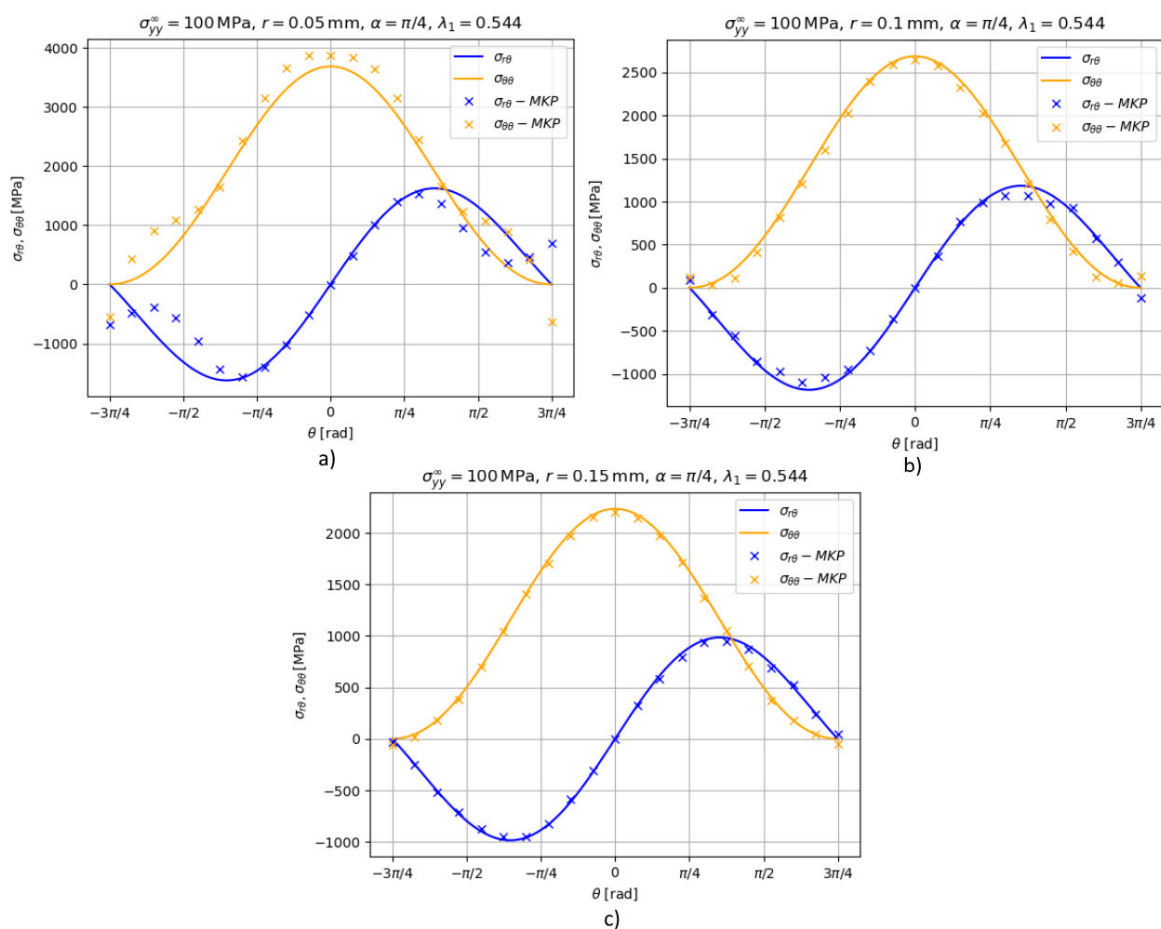 σ∞yy = 100 MPa, r = 0.05 mm, α = π/4, λ1 = 0.544
4000
3000
2000
1000
0
−1000
σrθ, σθθ [MPa]
σrθ
σθθ
σrθ − MKP
σθθ − MKP
−3π/4 −π/2 −π/4 0 π/4 π/2 3π/4
θ [rad]
a)
σ∞yy = 100 MPa, r = 0.1 mm, α = π/4, λ1 = 0.544
2500
2000
1500
1000
500
0
−500
−1000
σrθ, σθθ [MPa]
σrθ
σθθ
σrθ − MKP
σθθ − MKP
−3π/4 −π/2 −π/4 0 π/4 π/2 3π/4
θ [rad]
b)
σ∞yy = 100 MPa, r = 0.15 mm, α = π/4, λ1 = 0.544
2000
1500
1000
500
0
−500
−1000
σrθ, σθθ [MPa]
σrθ
σθθ
σrθ − MKP
σθθ − MKP
−3π/4 −π/2 −π/4 0 π/4 π/2 3π/4
θ [rad]
c)